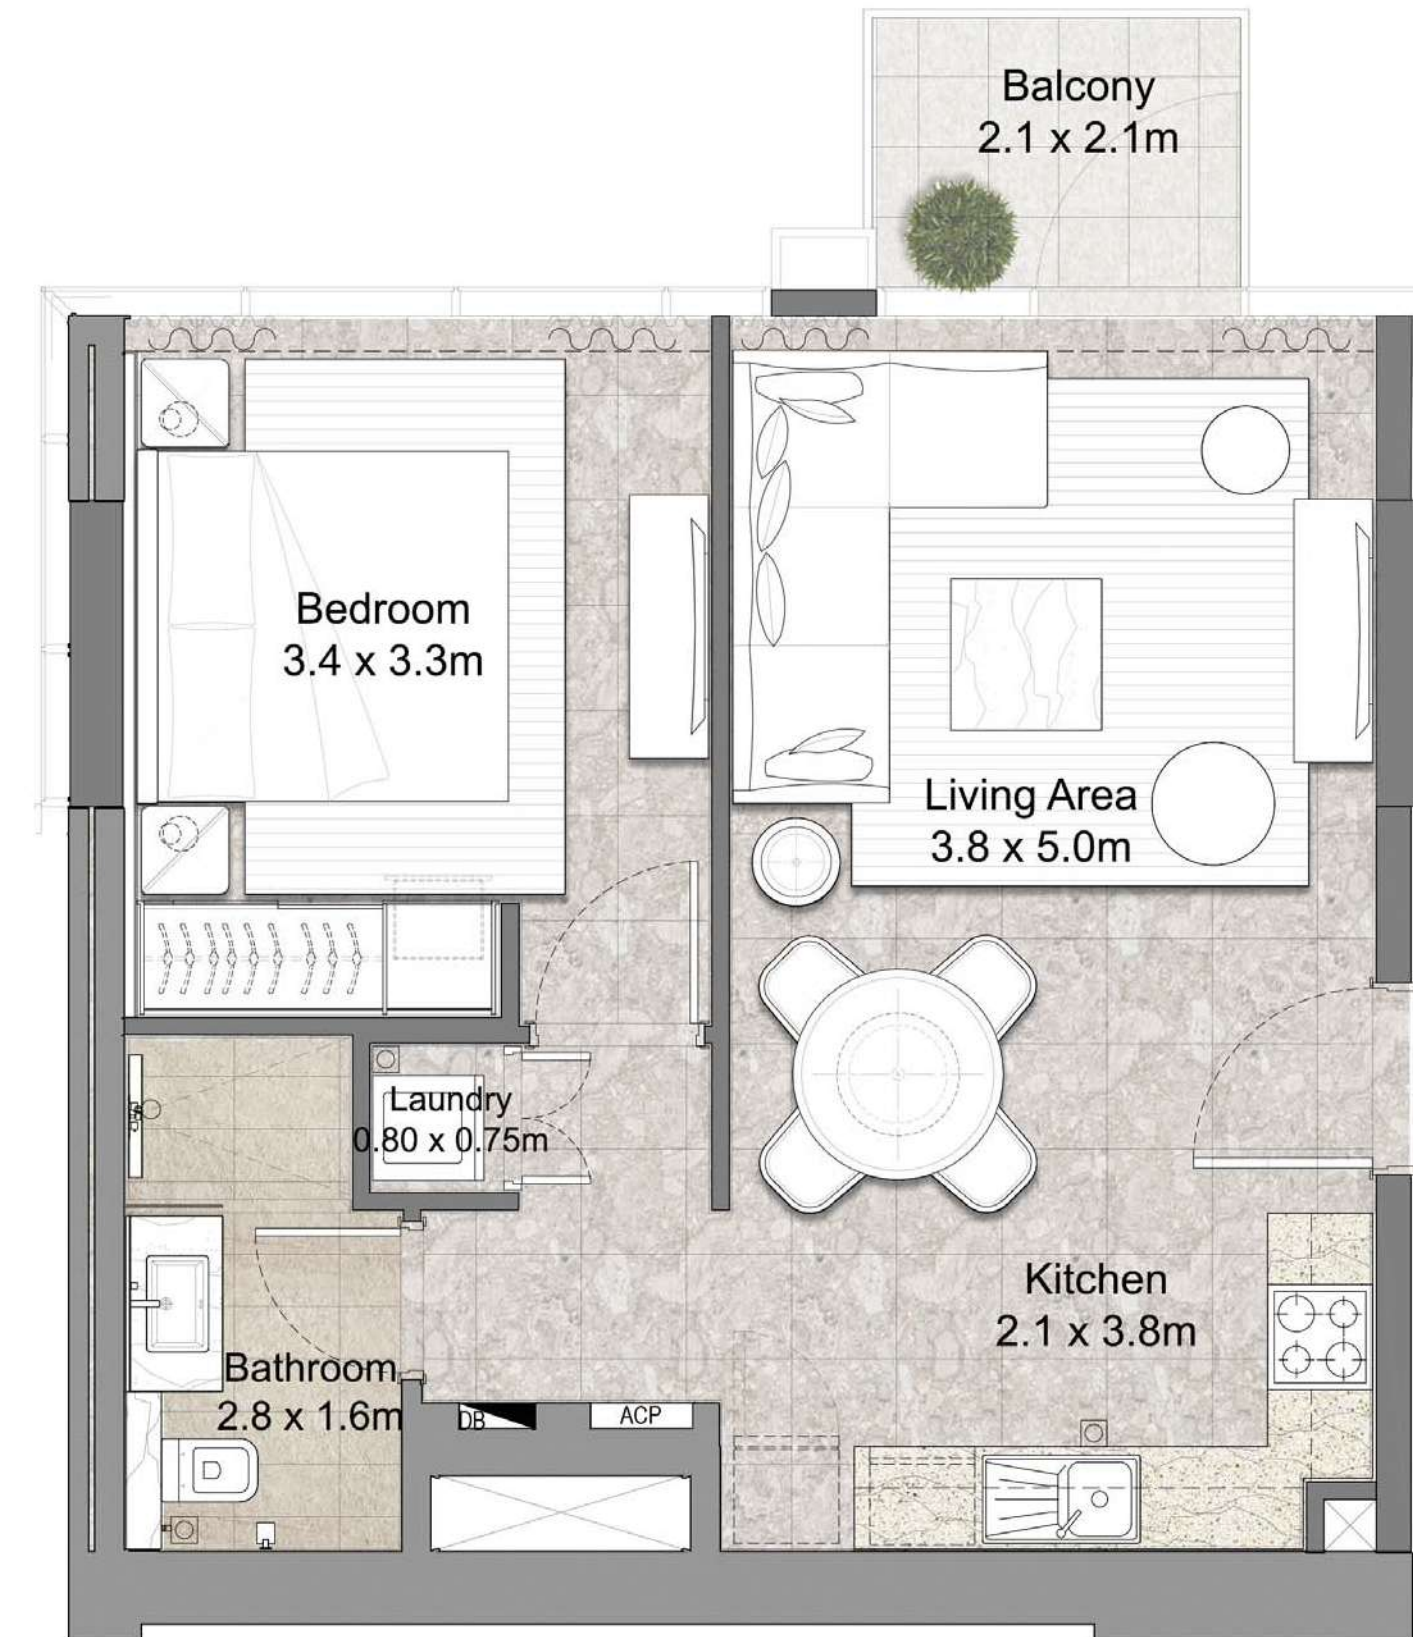 Balcony
2.1 x 2.1m
Bedroom
3.4 x 3.3m
Living Area
3.8 x 5.0m
Laundry
0.80 x 0.75m
Kitchen
2.1 x 3.8m
Bathroom
2.8 x 1.6m
DB
ACP